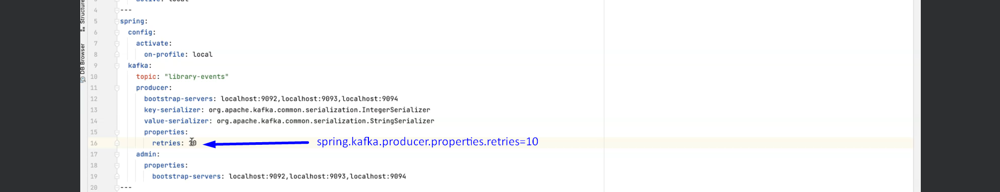 active: local
4 ---
5 spring:
6 config:
7 activate:
8 on-profile: local
9 kafka:
10 topic: "library-events"
11 producer:
12 bootstrap-servers: localhost:9092,localhost:9093,localhost:9094
13 key-serializer: org.apache.kafka.common.serialization.IntegerSerializer
14 value-serializer: org.apache.kafka.common.serialization.StringSerializer
15 properties:
16 retries: 10 spring.kafka.producer.properties.retries=10
17 admin:
18 properties:
19 bootstrap-servers: localhost:9092,localhost:9093,localhost:9094
20 ---
Structure
DB Browser